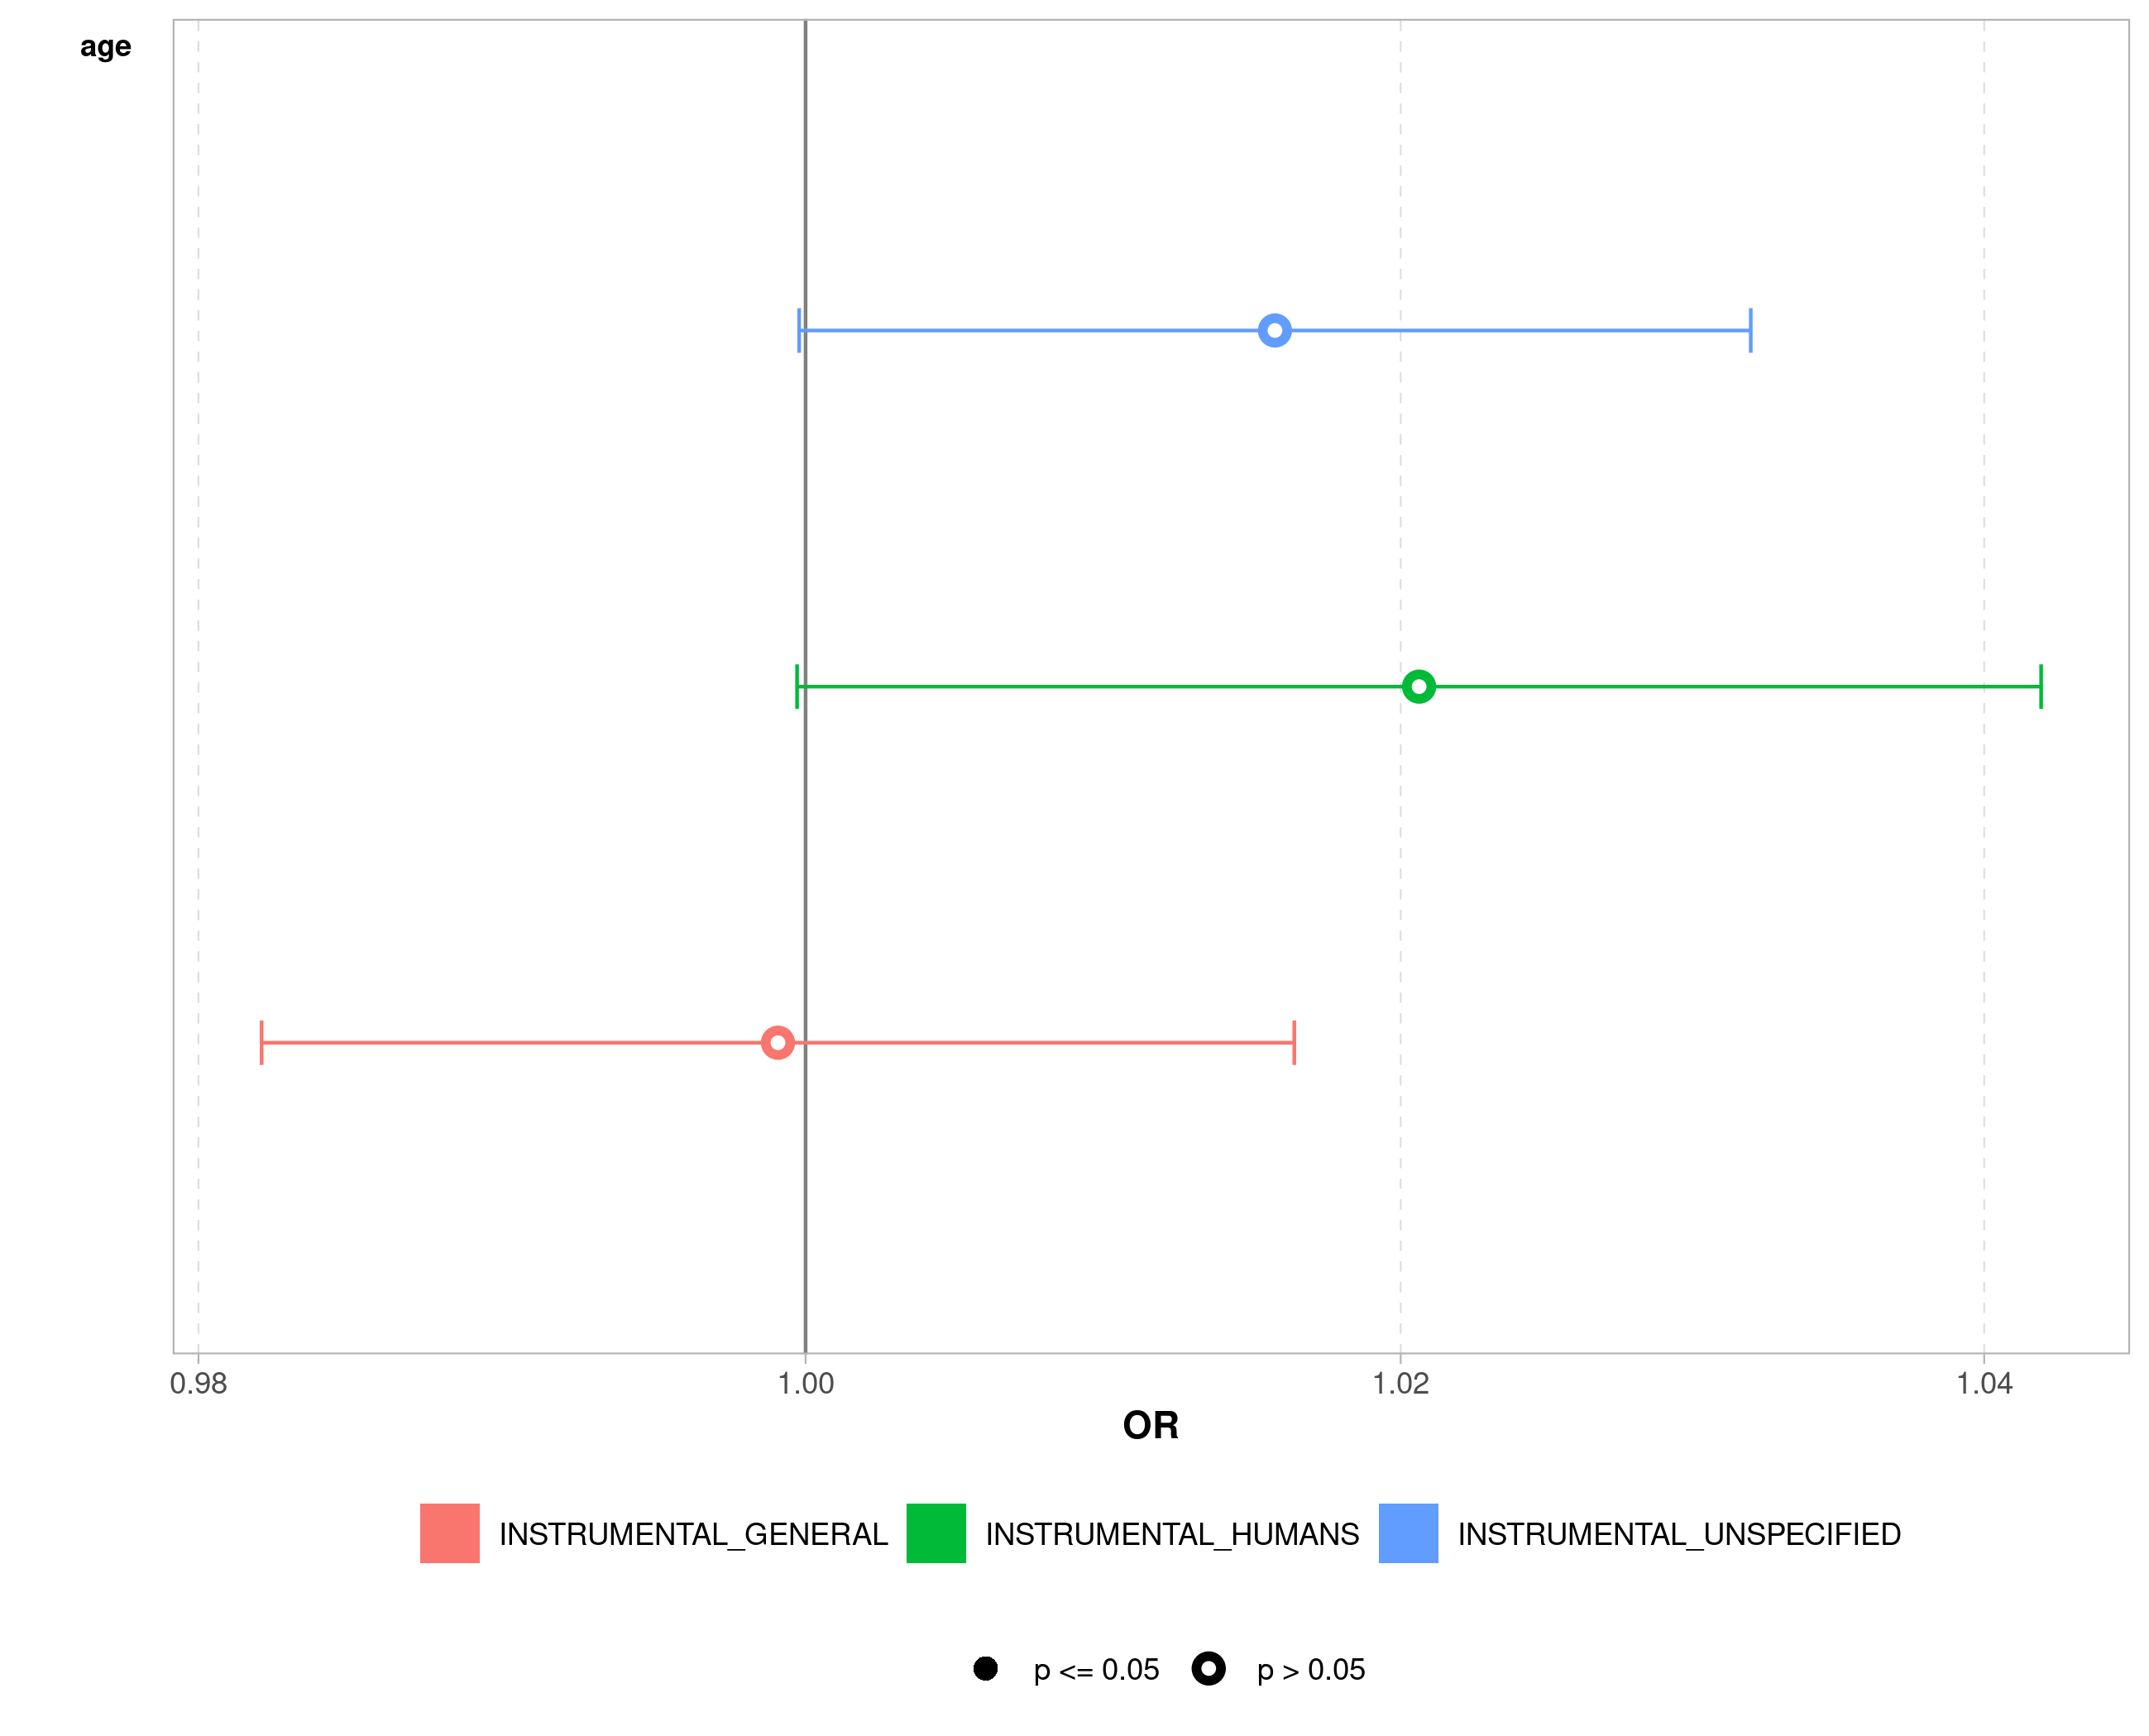 age
0.98 1.00 1.02 1.04
OR
INSTRUMENTAL_GENERAL INSTRUMENTAL_HUMANS INSTRUMENTAL_UNSPECIFIED
p <= 0.05 p > 0.05